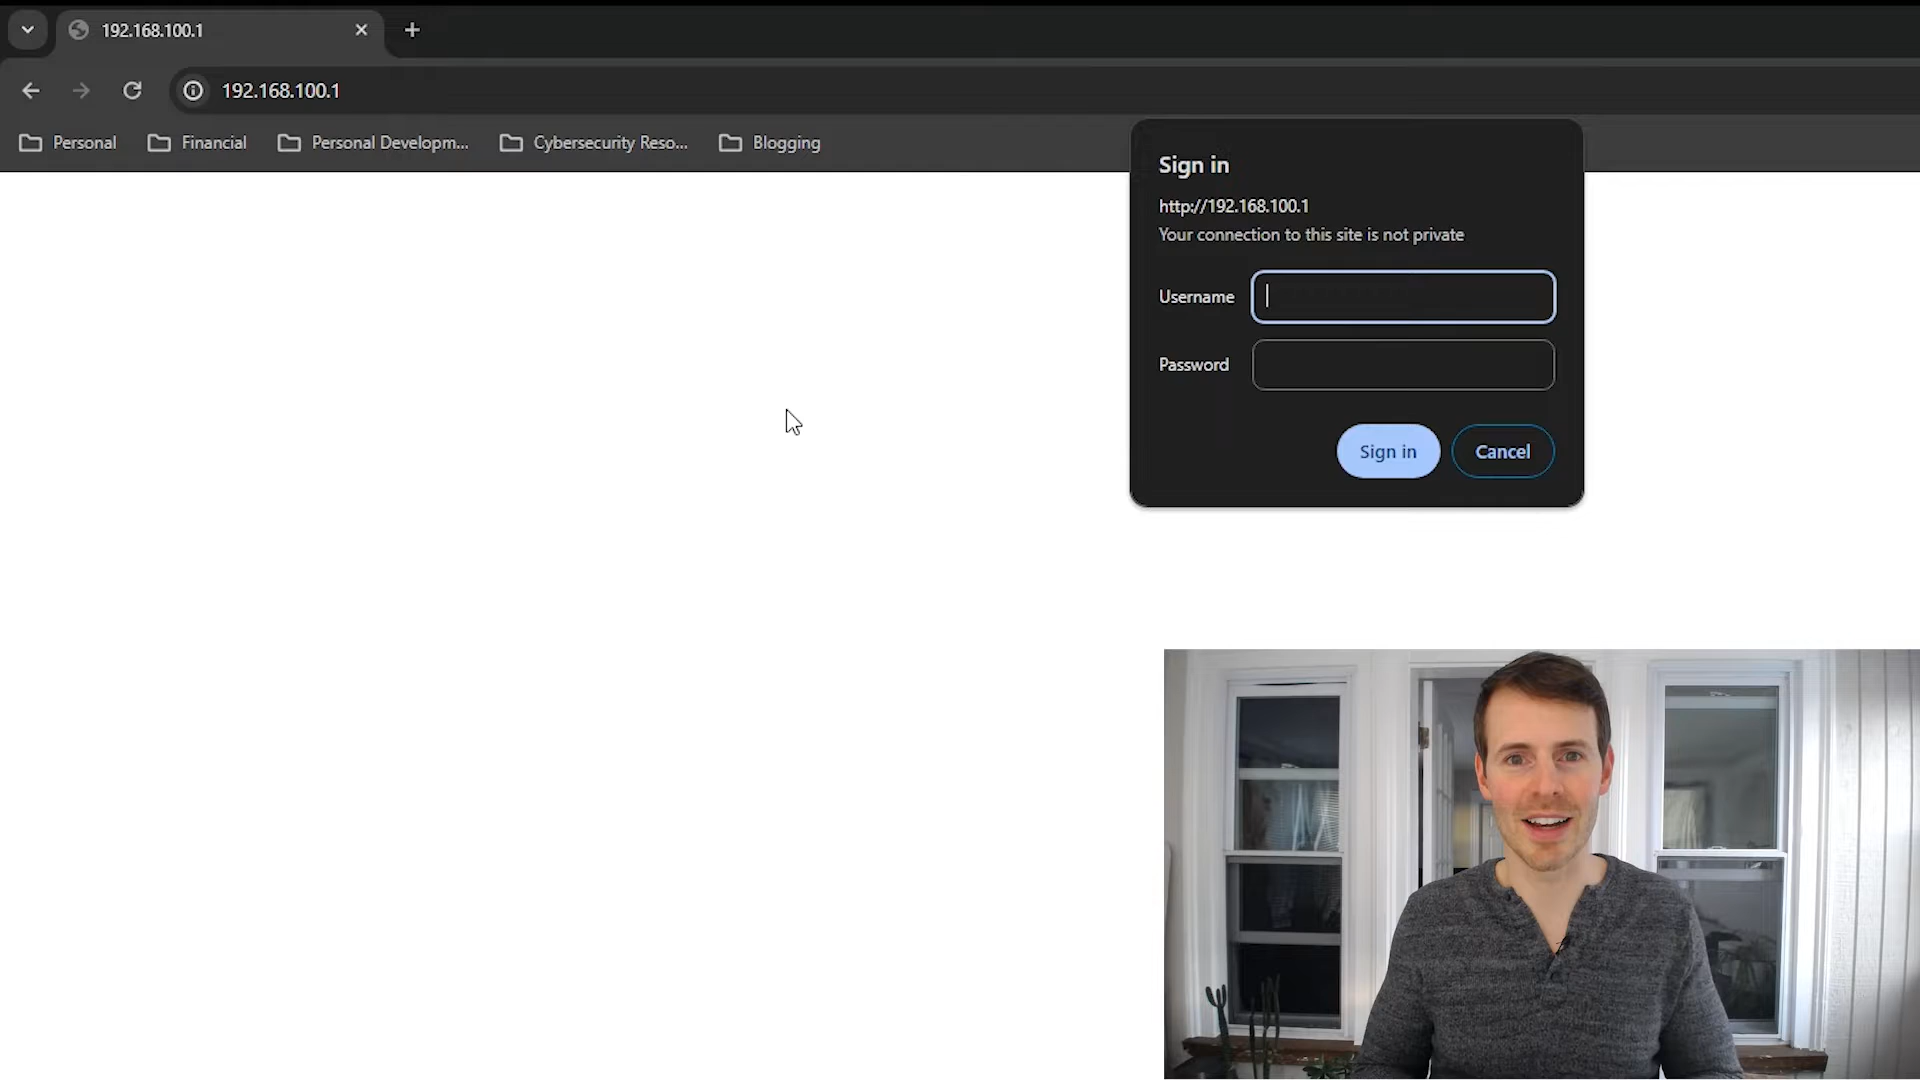 192.168.100.1
192.168.100.1
Personal
Financial
Personal Developm...
Cybersecurity Reso...
Blogging
Sign in
http://192.168.100.1
Your connection to this site is not private
Username
Password
Sign in
Cancel